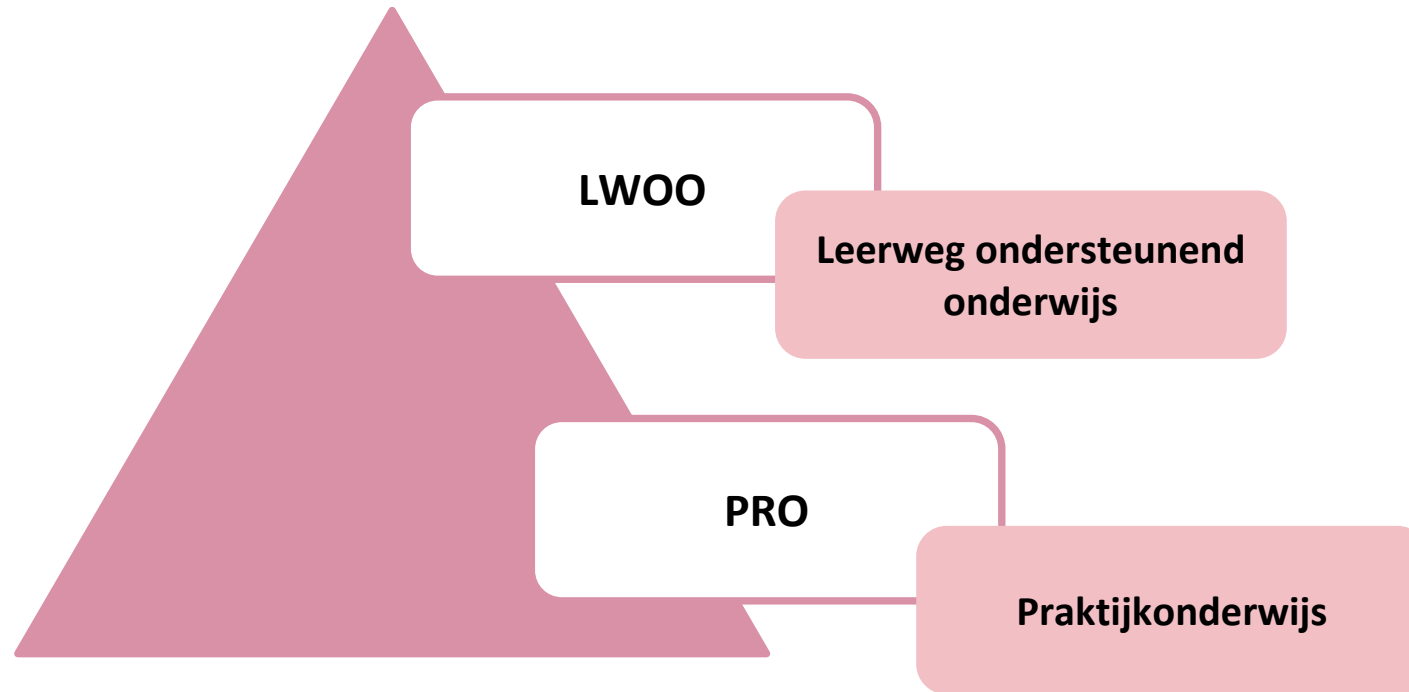 LWOO
Leerweg ondersteunend
onderwijs
PRO
Praktijkonderwijs